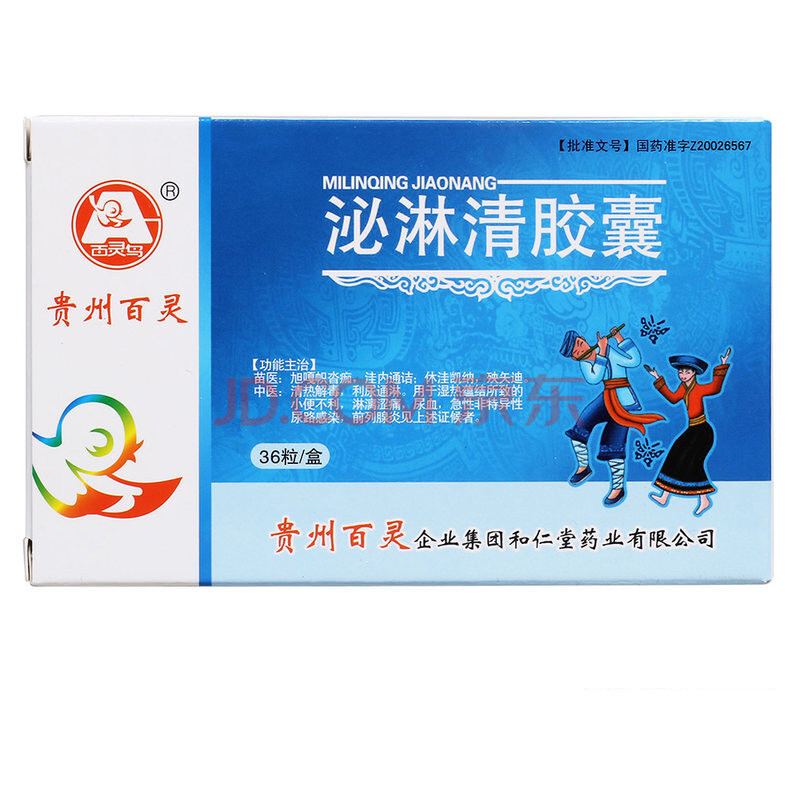 【批准文号】国药准字Z20026567
MILINQING JIAONANG
泌淋清胶囊
®
百灵鸟
贵州百灵
【功能主治】
苗医：旭嘎帜沓痂，洼内通诘；休洼凯纳，殃矢迪
中医：清热解毒，利尿通淋。用于湿热蕴结所致的
小便不利，淋漓涩痛，尿血，急性非特异性
尿路感染，前列腺炎见上述证候者。
JD.COM 京东
36粒/盒
贵州百灵企业集团和仁堂药业有限公司